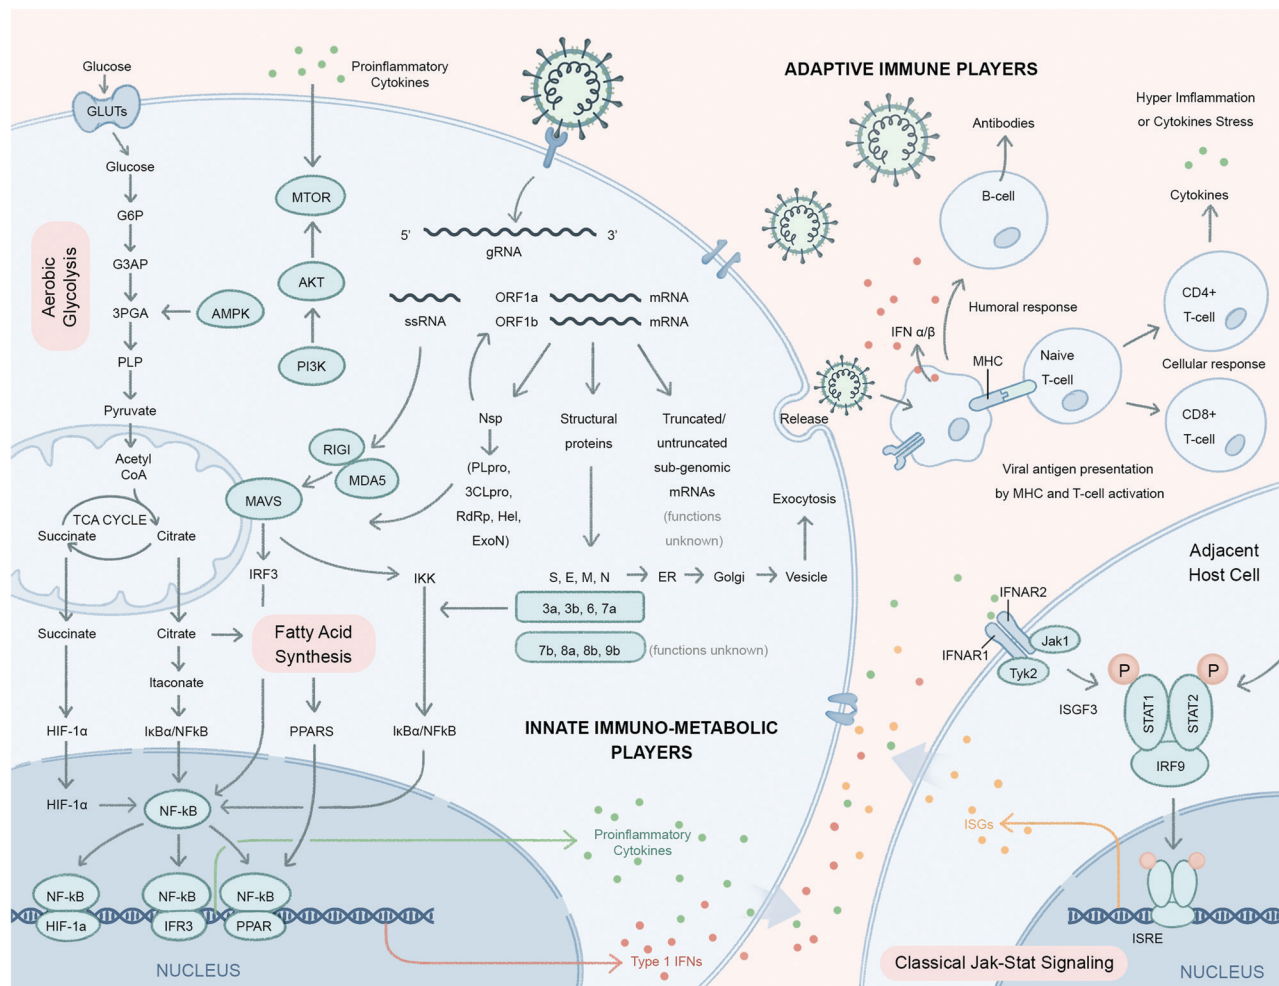 Glucose
GLUTs
Glucose
G6P
G3AP
3PGA
AMPK
PLP
Pyruvate
Acetyl
CoA
Aerobic
Glycolysis
Proinflammatory
Cytokines
MTOR
AKT
PI3K
5’
3’
gRNA
ssRNA
ORF1a
mRNA
ORF1b
mRNA
RIGI
MDA5
MAVS
Nsp
(PLpro,
3CLpro,
RdRp, Hel,
ExoN)
Structural
proteins
Truncated/
untruncated
sub-genomic
mRNAs
(functions
unknown)
Release
Exocytosis
S, E, M, N
ER
Golgi
Vesicle
3a, 3b, 6, 7a
7b, 8a, 8b, 9b
(functions unknown)
TCA CYCLE
Succinate
Citrate
IRF3
IKK
Succinate
Citrate
Fatty Acid
Synthesis
Itaconate
HIF-1α
IκBα/NFkB
PPARS
IκBα/NFkB
HIF-1α
NF-kB
NF-kB
HIF-1a
NF-kB
IFR3
NF-kB
PPAR
NUCLEUS
INNATE IMMUNO-METABOLIC
PLAYERS
Proinflammatory
Cytokines
Type 1 IFNs
ADAPTIVE IMMUNE PLAYERS
Antibodies
B-cell
Hyper Imflammation
or Cytokines Stress
Cytokines
Humoral response
IFN α/β
MHC
Naive
T-cell
CD4+
T-cell
Cellular response
CD8+
T-cell
Viral antigen presentation
by MHC and T-cell activation
Adjacent
Host Cell
IFNAR2
IFNAR1
Jak1
Tyk2
ISGF3
P
P
STAT1
STAT2
IRF9
ISGs
ISRE
Classical Jak-Stat Signaling
NUCLEUS